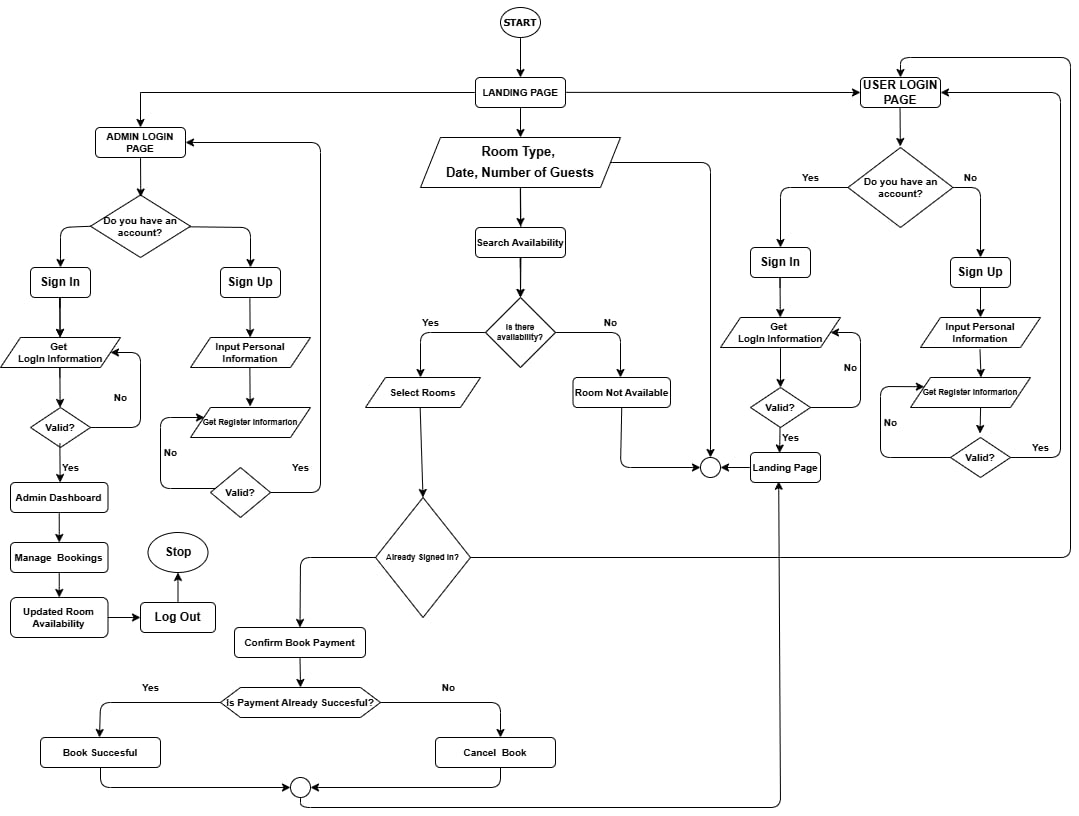 START
LANDING PAGE
USER LOGIN
PAGE
ADMIN LOGIN
PAGE
Room Type,
Date, Number of Guests
Do you have an
account?
Yes
No
Do you have an
account?
Search Availability
Sign In
Sign Up
Sign In
Sign Up
Yes
Is there
availability?
No
Get
LogIn Information
Input Personal
Information
Get
LogIn Information
Input Personal
Information
No
Select Rooms
Room Not Available
No
Get Register Informarion
Valid?
Get Register Informarion
Valid?
No
Yes
No
Yes
Valid?
Yes
Yes
Landing Page
Valid?
Admin Dashboard
Manage Bookings
Stop
Already Signed In?
Updated Room
Availability
Log Out
Confirm Book Payment
Yes
No
Is Payment Already Succesful?
Book Succesful
Cancel Book